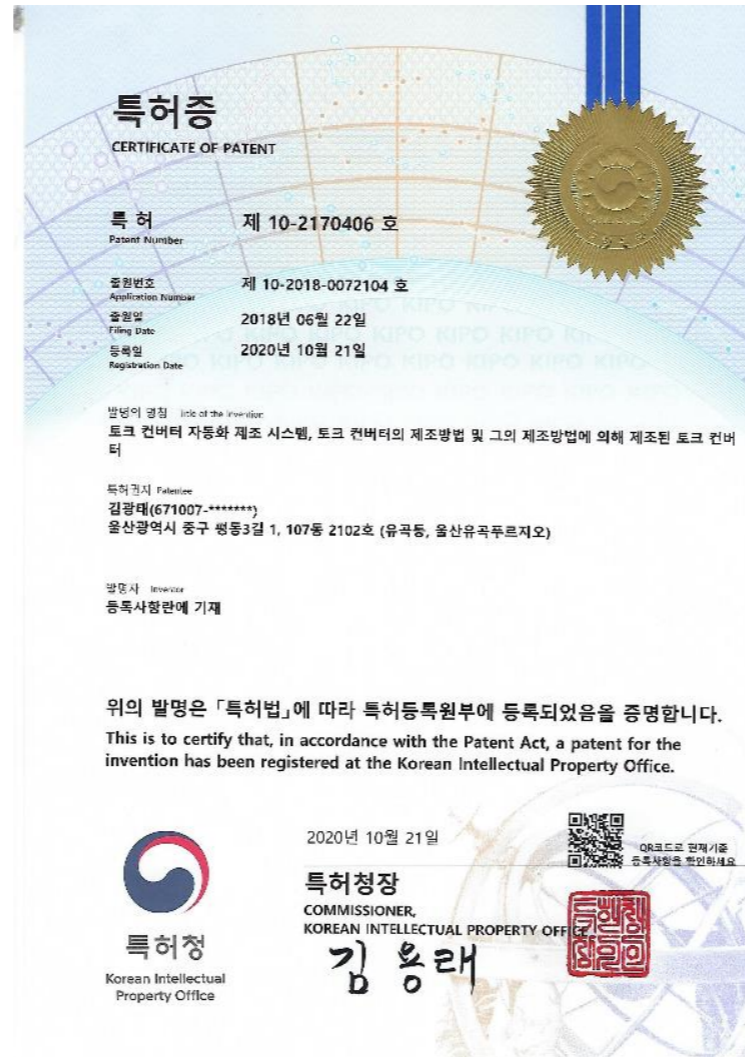 특허증
CERTIFICATE OF PATENT
특 허 제 10-2170406 호
Patent Number
출원번호 제 10-2018-0072104 호
Application Number
출원일 2018년 06월 22일
Filing Date
등록일 2020년 10월 21일
Registration Date
KIPO KIPO
KIPO KIPO KIPO KIPO
KIPO KIPO KIPO KIPO KIPO KIPO
발명의 명칭 Title of the Invention
토크 컨버터 자동화 제조 시스템, 토크 컨버터의 제조방법 및 그의 제조방법에 의해 제조된 토크 컨버
터
특허권자 Patentee
김광태(671007-*******)
울산광역시 중구 평동3길 1, 107동 2102호 (유곡동, 울산유곡푸르지오)
발명자 Inventor
등록사항란에 기재
위의 발명은 「특허법」에 따라 특허등록원부에 등록되었음을 증명합니다.
This is to certify that, in accordance with the Patent Act, a patent for the
invention has been registered at the Korean Intellectual Property Office.
2020년 10월 21일
QR코드로 현재기준
등록사항을 확인하세요
특허청장
COMMISSIONER,
KOREAN INTELLECTUAL PROPERTY OFFICE
김용래
특허청
Korean Intellectual
Property Office